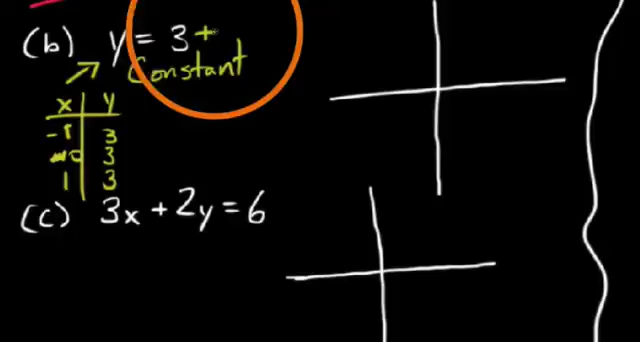 (b) y = 3 +
Constant
x y
-1 3
0 3
1 3
(c) 3x + 2y = 6